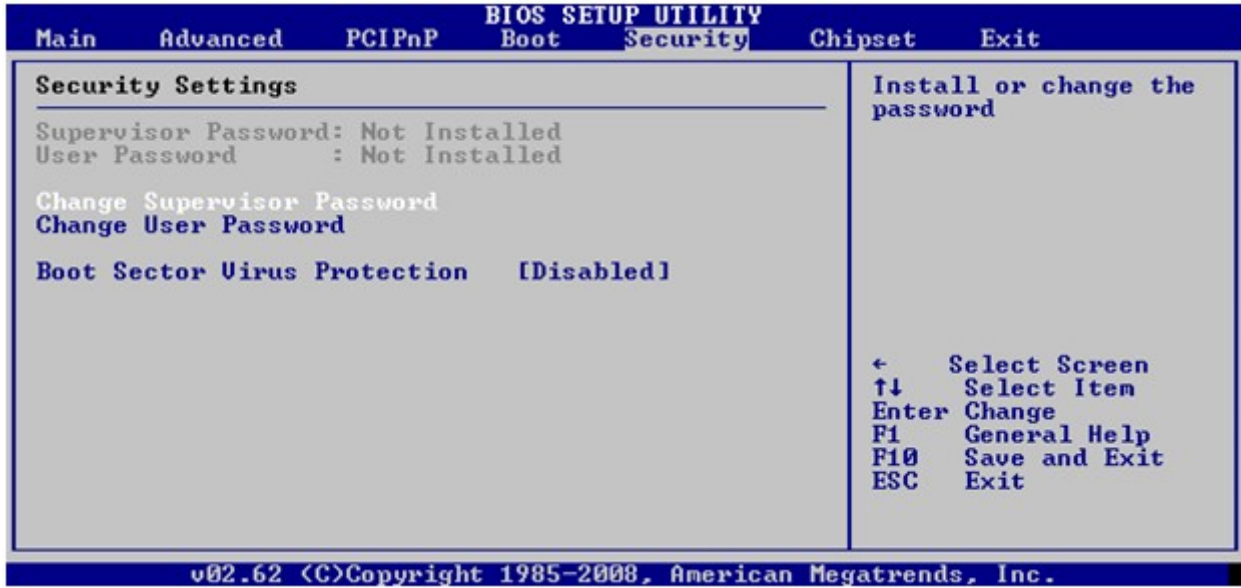 BIOS SETUP UTILITY
Main Advanced PCIPnP Boot Security Chipset Exit
Security Settings
Supervisor Password: Not Installed
User Password : Not Installed
Change Supervisor Password
Change User Password
Boot Sector Virus Protection [Disabled]
Install or change the
password
← Select Screen
↑↓ Select Item
Enter Change
F1 General Help
F10 Save and Exit
ESC Exit
v02.62 (C)Copyright 1985-2008, American Megatrends, Inc.